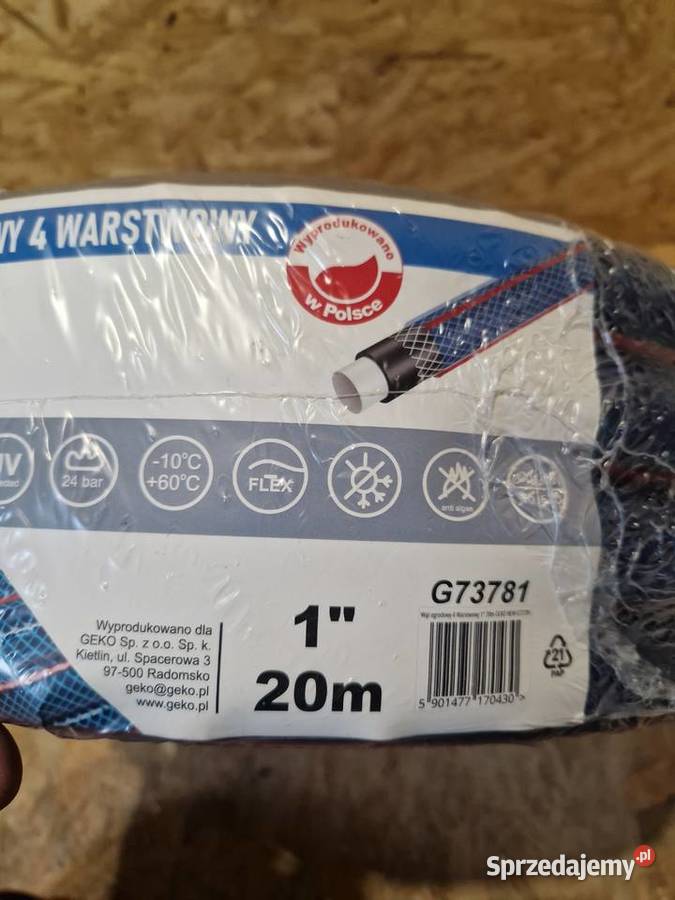 WY 4 WARSTWOWY
Wyprodukowano
w Polsce
UV
24 bar
-10°C
+60°C
FLEX
anti algae
Wyprodukowano dla
GEKO Sp. z o.o. Sp. k.
Kietlin, ul. Spacerowa 3
97-500 Radomsko
geko@geko.pl
www.geko.pl
1"
20m
G73781
5 901477 170430 >
21
PAP
Sprzedajemy.pl